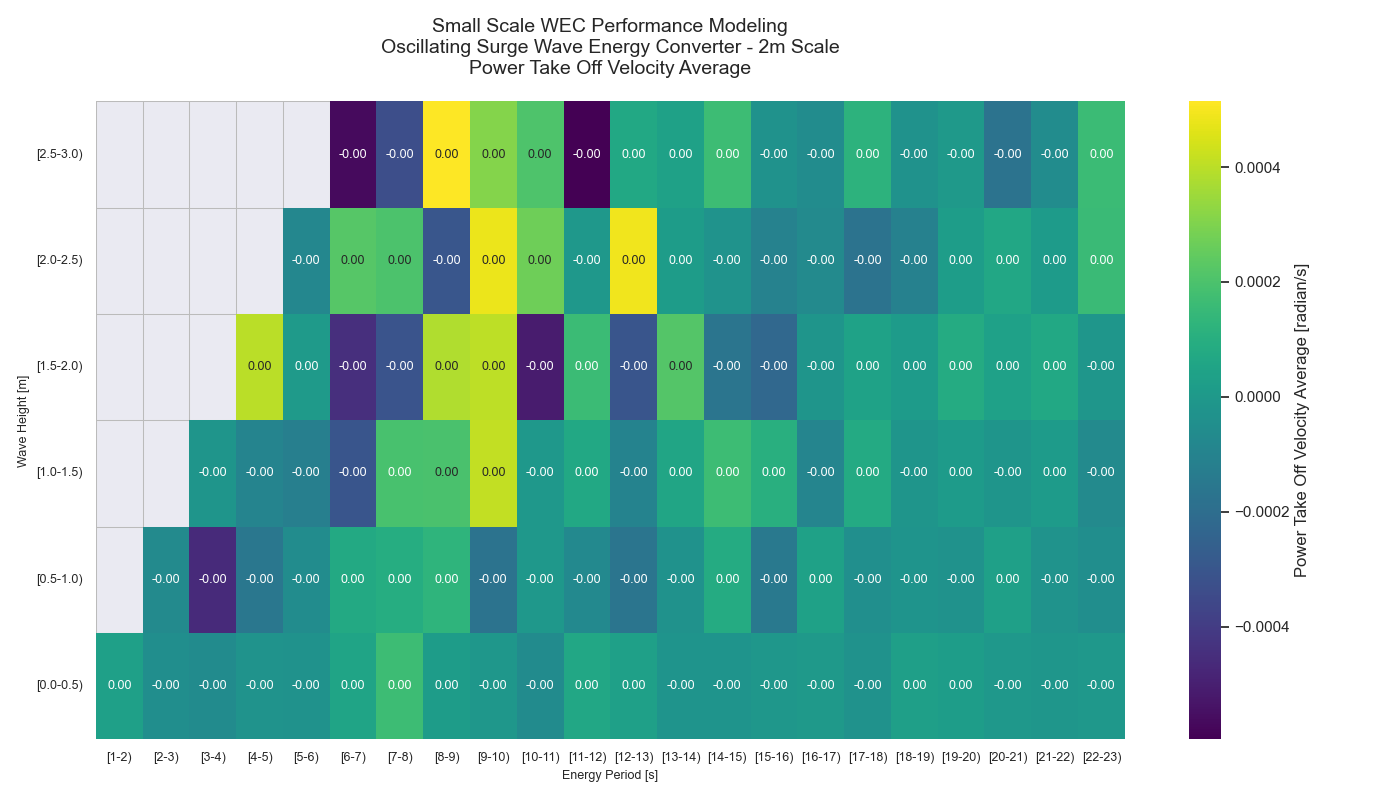 Small Scale WEC Performance Modeling
Oscillating Surge Wave Energy Converter - 2m Scale
Power Take Off Velocity Average
[2.5-3.0) -0.00 -0.00 0.00 0.00 0.00 -0.00 0.00 0.00 0.00 -0.00 -0.00 0.00 -0.00 -0.00 -0.00 -0.00 0.00
[2.0-2.5) -0.00 0.00 0.00 -0.00 0.00 0.00 -0.00 0.00 0.00 -0.00 -0.00 -0.00 -0.00 -0.00 0.00 0.00 0.00 0.00
[1.5-2.0) 0.00 0.00 -0.00 -0.00 0.00 0.00 -0.00 0.00 -0.00 0.00 -0.00 -0.00 -0.00 0.00 -0.00 0.00 0.00 0.00 -0.00
[1.0-1.5) -0.00 -0.00 -0.00 -0.00 0.00 0.00 0.00 -0.00 0.00 -0.00 0.00 0.00 0.00 -0.00 0.00 -0.00 0.00 -0.00 0.00 -0.00
[0.5-1.0) -0.00 -0.00 -0.00 -0.00 0.00 0.00 0.00 -0.00 -0.00 -0.00 -0.00 -0.00 0.00 -0.00 0.00 -0.00 -0.00 -0.00 0.00 -0.00 -0.00
[0.0-0.5) 0.00 -0.00 -0.00 -0.00 -0.00 0.00 0.00 0.00 -0.00 -0.00 0.00 0.00 -0.00 -0.00 -0.00 -0.00 -0.00 0.00 0.00 -0.00 -0.00 -0.00
[1-2) [2-3) [3-4) [4-5) [5-6) [6-7) [7-8) [8-9) [9-10) [10-11) [11-12) [12-13) [13-14) [14-15) [15-16) [16-17) [17-18) [18-19) [19-20) [20-21) [21-22) [22-23)
Energy Period [s]
Wave Height [m]
0.0004
0.0002
0.0000
−0.0002
−0.0004
Power Take Off Velocity Average [radian/s]